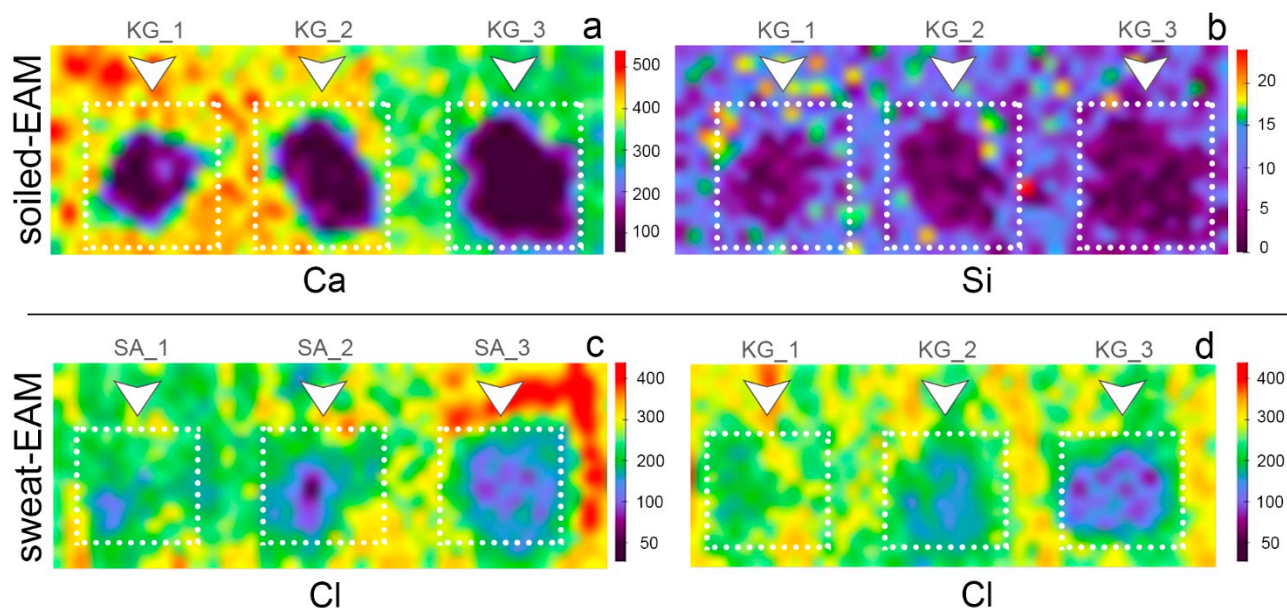 KG_1 KG_2 KG_3 a
KG_1 KG_2 KG_3 b
soiled-EAM
500
400
300
200
100
20
15
10
5
0
Ca
Si
SA_1 SA_2 SA_3 c
KG_1 KG_2 KG_3 d
sweat-EAM
400
300
200
100
50
400
300
200
100
50
Cl
Cl